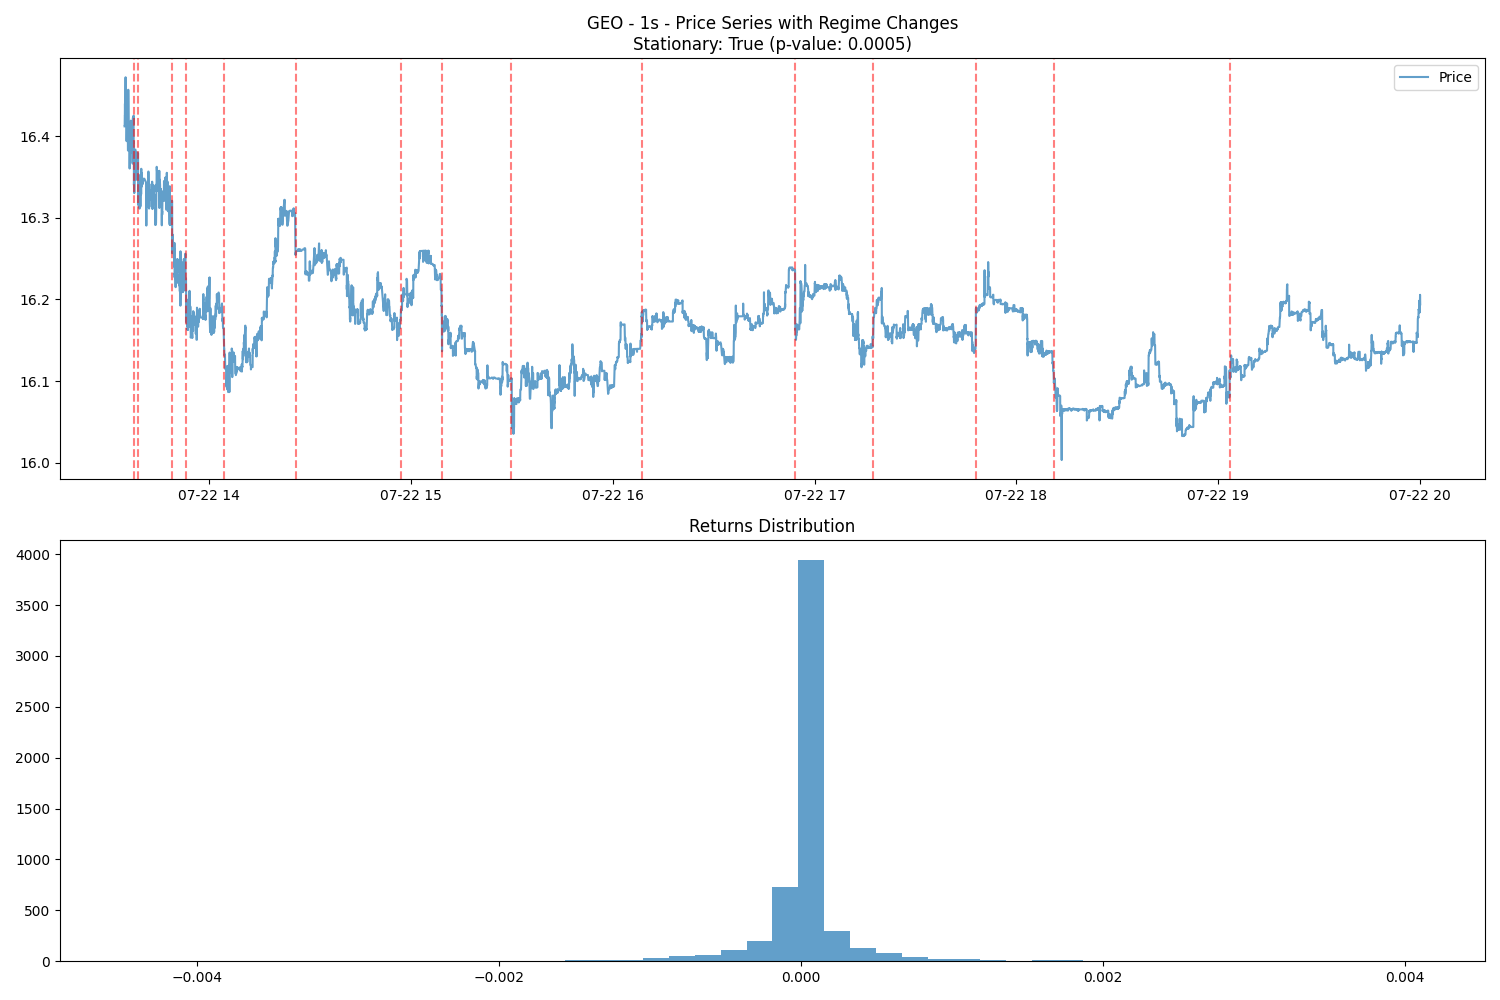 GEO - 1s - Price Series with Regime Changes
Stationary: True (p-value: 0.0005)
Price
16.4
16.3
16.2
16.1
16.0
07-22 14 07-22 15 07-22 16 07-22 17 07-22 18 07-22 19 07-22 20
Returns Distribution
4000
3500
3000
2500
2000
1500
1000
500
0
−0.004 −0.002 0.000 0.002 0.004